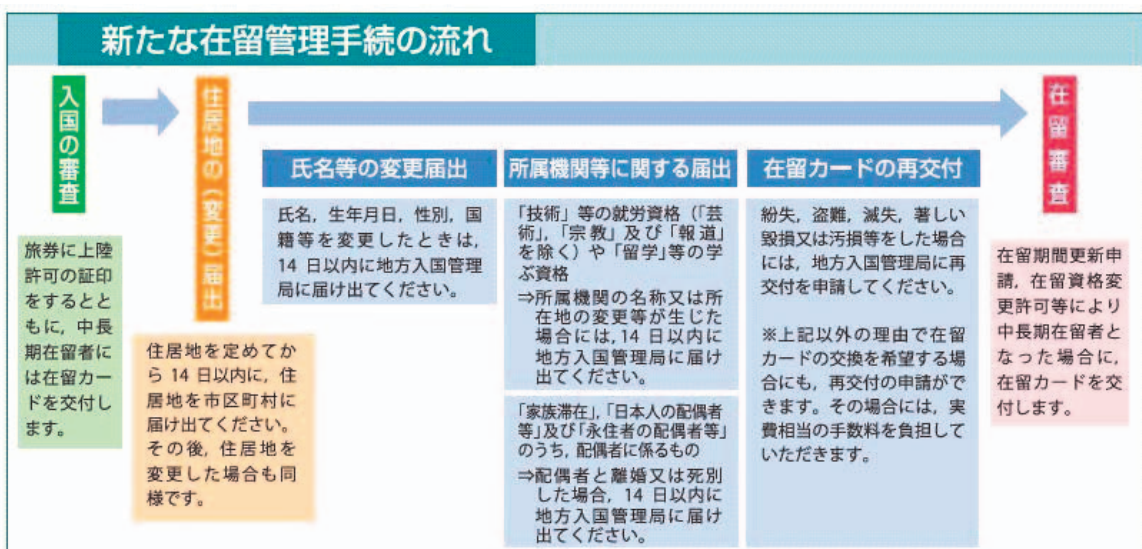 新たな在留管理手続の流れ
入国の審査
旅券に上陸
許可の証印
をするとと
もに，中長
期在留者に
は在留カー
ドを交付し
ます。
住居地の（変更）届出
住居地を定めてか
ら 14 日以内に，住
居地を市区町村に
届け出てください。
その後，住居地を
変更した場合も同
様です。
氏名等の変更届出
氏名，生年月日，性別，国
籍等を変更したときは，
14 日以内に地方入国管理
局に届け出てください。
所属機関等に関する届出
「技術」等の就労資格（「芸
術」，「宗教」及び「報道」
を除く）や「留学」等の学
ぶ資格
⇒所属機関の名称又は所
在地の変更等が生じた
場合には，14 日以内に
地方入国管理局に届け
出てください。
「家族滞在」，「日本人の配偶者
等」及び「永住者の配偶者等」
のうち，配偶者に係るもの
⇒配偶者と離婚又は死別
した場合，14 日以内に
地方入国管理局に届け
出てください。
在留カードの再交付
紛失，盗難，滅失，著しい
毀損又は汚損等をした場合
には，地方入国管理局に再
交付を申請してください。
※上記以外の理由で在留
カードの交換を希望する場
合にも，再交付の申請がで
きます。その場合には，実
費相当の手数料を負担して
いただきます。
在留審査
在留期間更新申
請，在留資格変
更許可等により
中長期在留者と
なった場合に，
在留カードを交
付します。